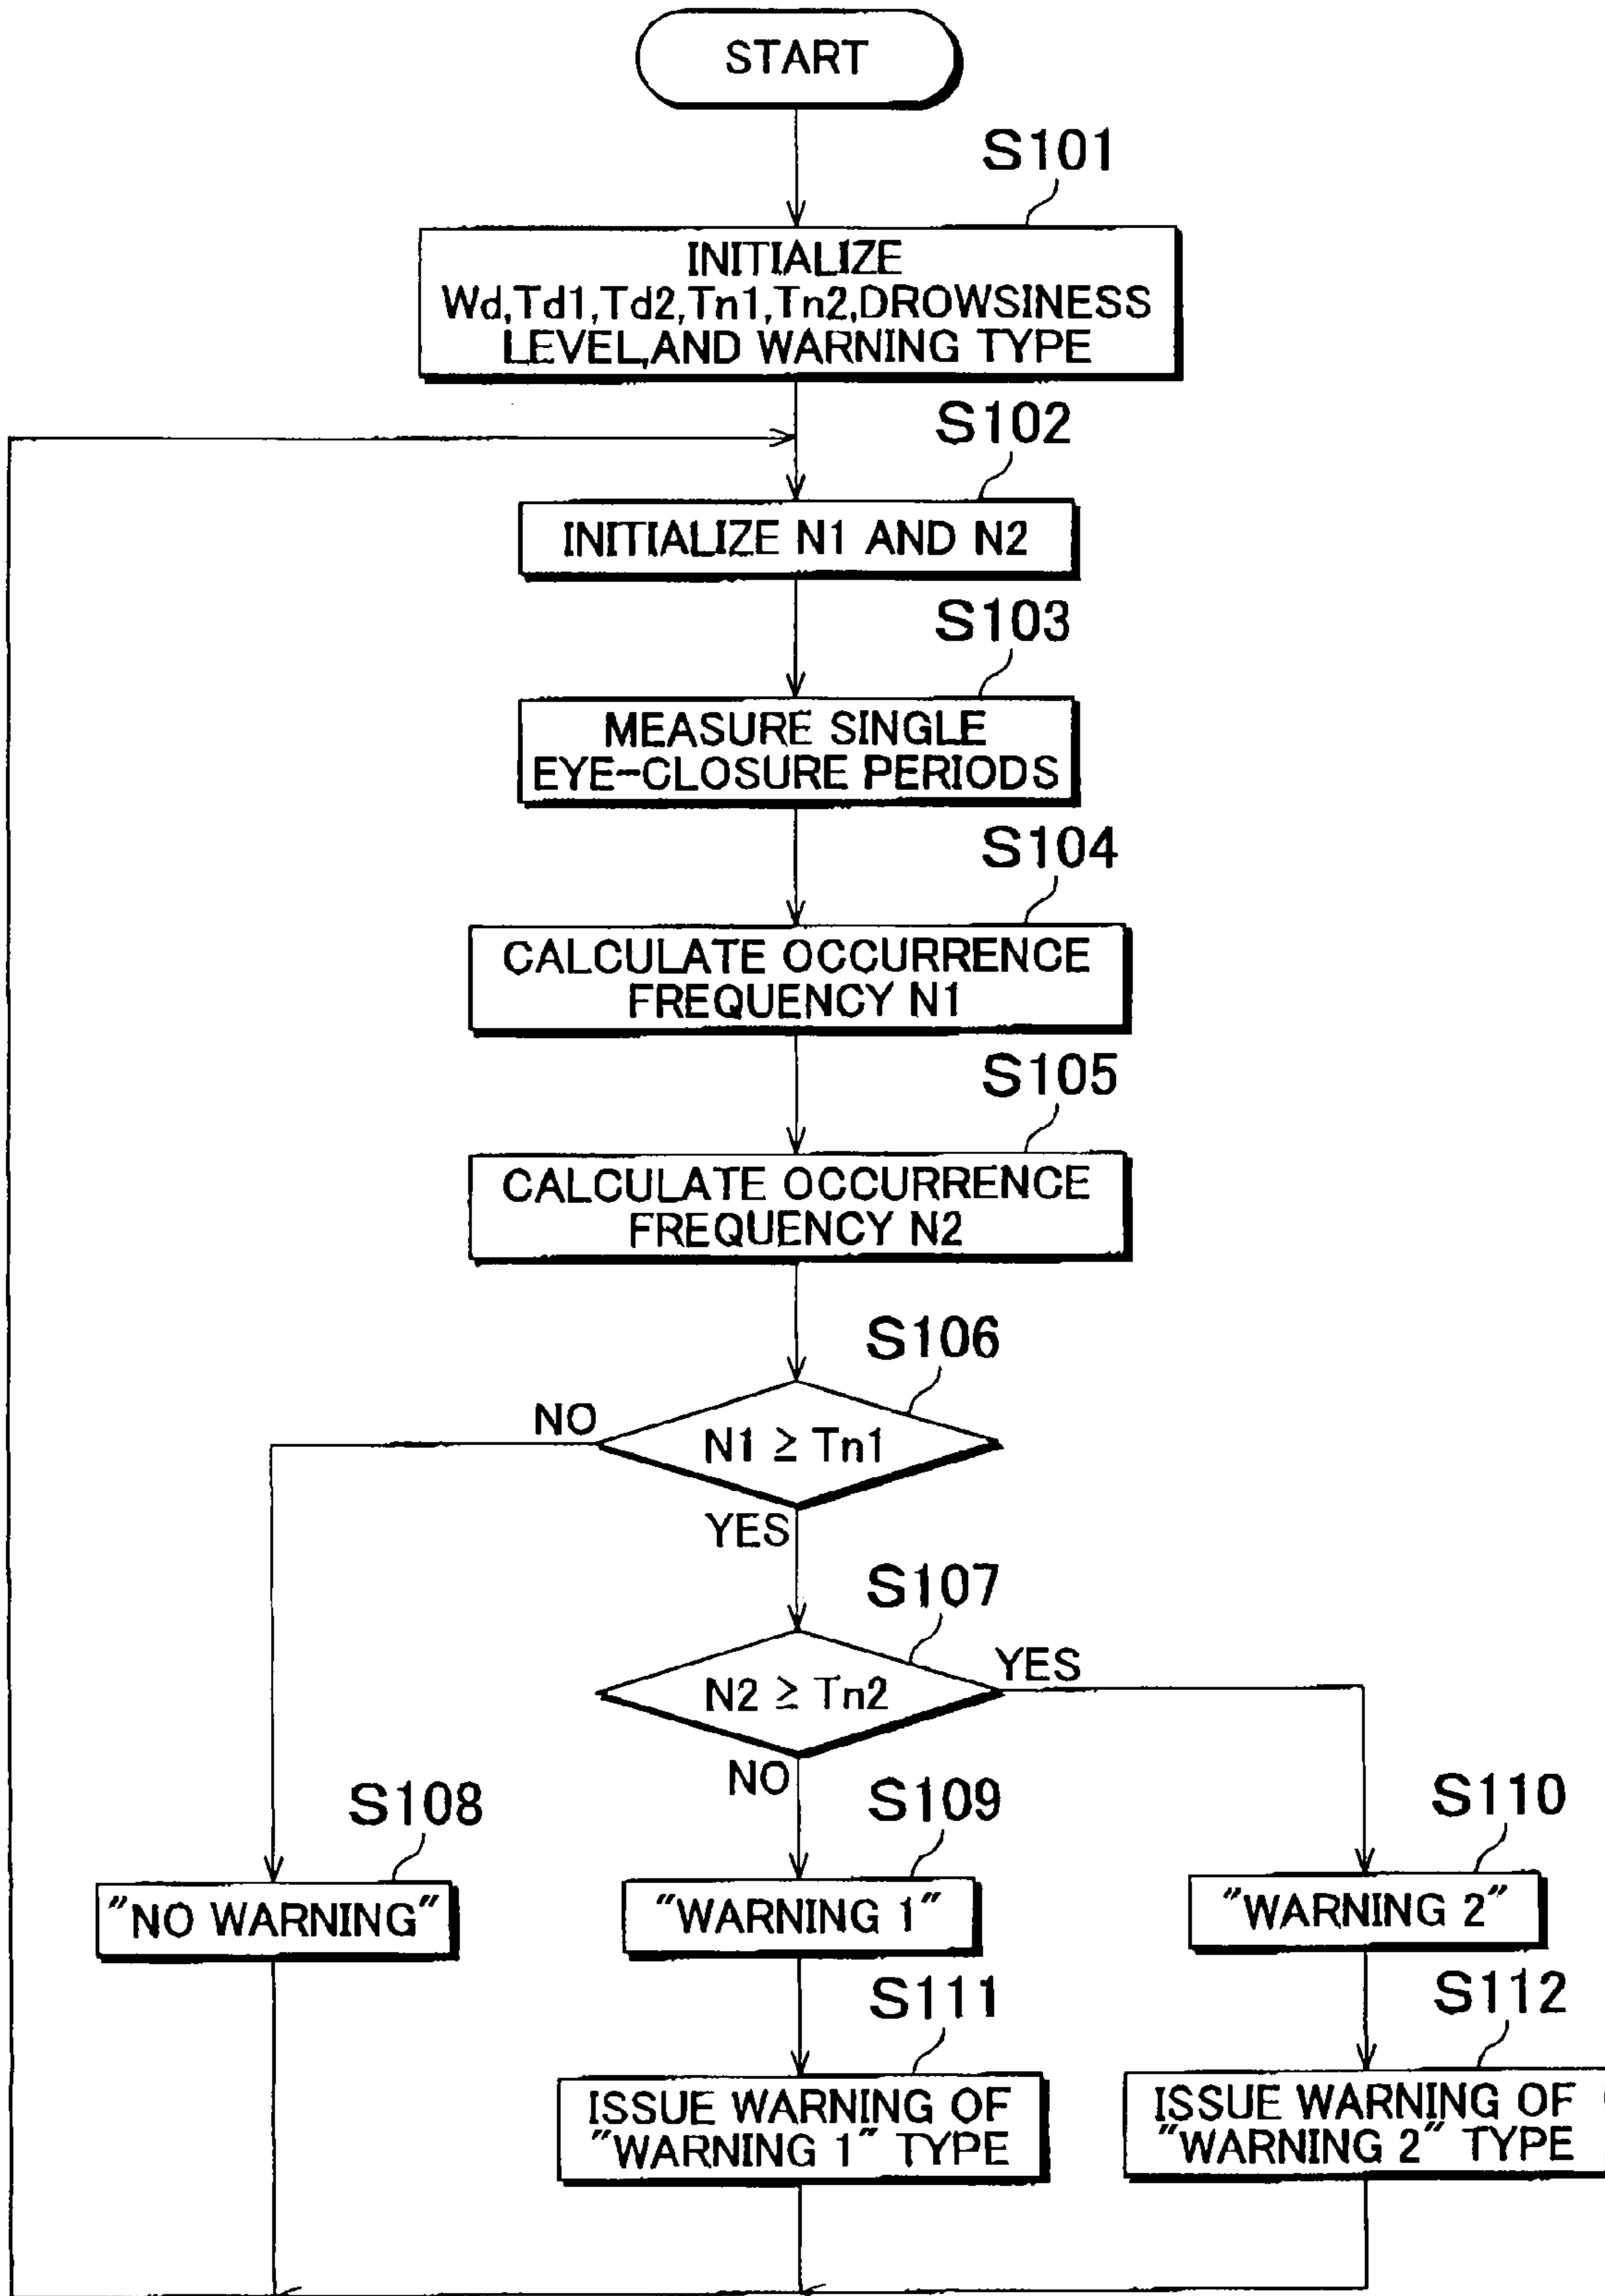 START
S101
INITIALIZE
Wd,Td1,Td2,Tn1,Tn2,DROWSINESS
LEVEL,AND WARNING TYPE
S102
INITIALIZE N1 AND N2
S103
MEASURE SINGLE
EYE-CLOSURE PERIODS
S104
CALCULATE OCCURRENCE
FREQUENCY N1
S105
CALCULATE OCCURRENCE
FREQUENCY N2
S106
NO
N1 ≥ Tn1
YES
S107
YES
N2 ≥ Tn2
NO
S108
S109
S110
"NO WARNING"
"WARNING 1"
"WARNING 2"
S111
S112
ISSUE WARNING OF
"WARNING 1" TYPE
ISSUE WARNING OF
"WARNING 2" TYPE